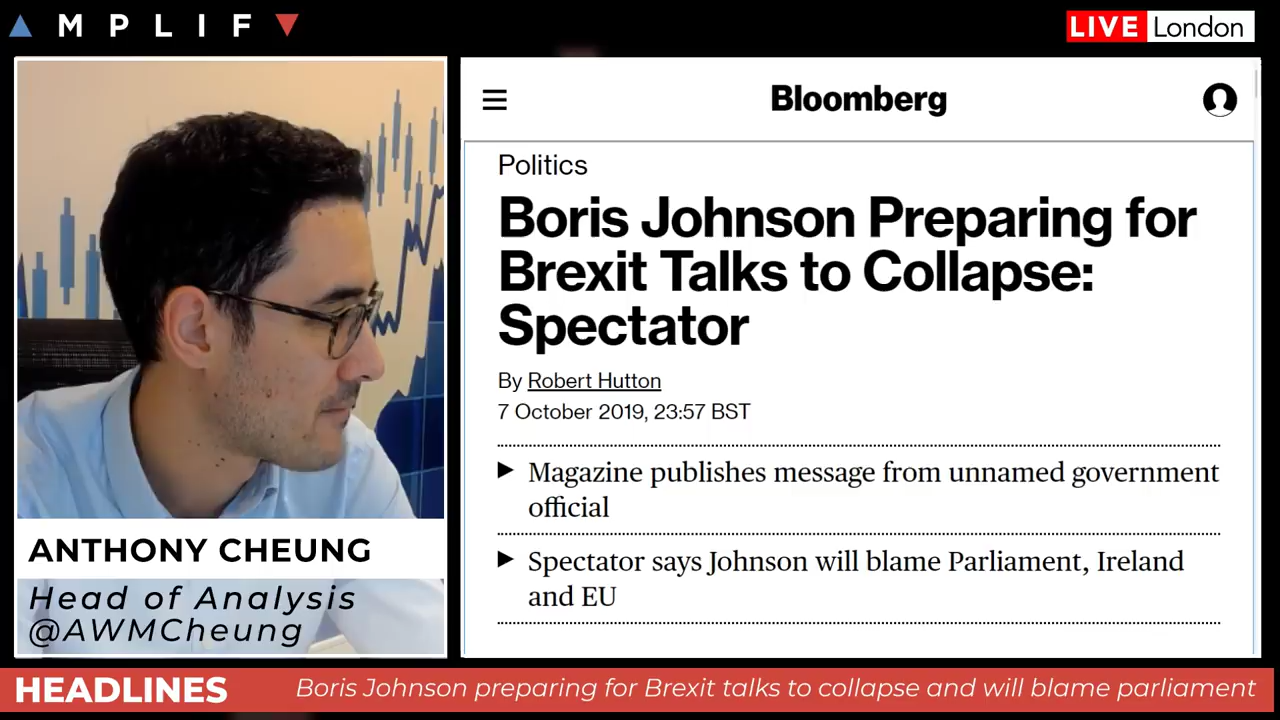 MPLIF
LIVE London
Bloomberg
Politics
Boris Johnson Preparing for
Brexit Talks to Collapse:
Spectator
By Robert Hutton
7 October 2019, 23:57 BST
Magazine publishes message from unnamed government
official
Spectator says Johnson will blame Parliament, Ireland
and EU
ANTHONY CHEUNG
Head of Analysis
@AWMCheung
HEADLINES Boris Johnson preparing for Brexit talks to collapse and will blame parliament